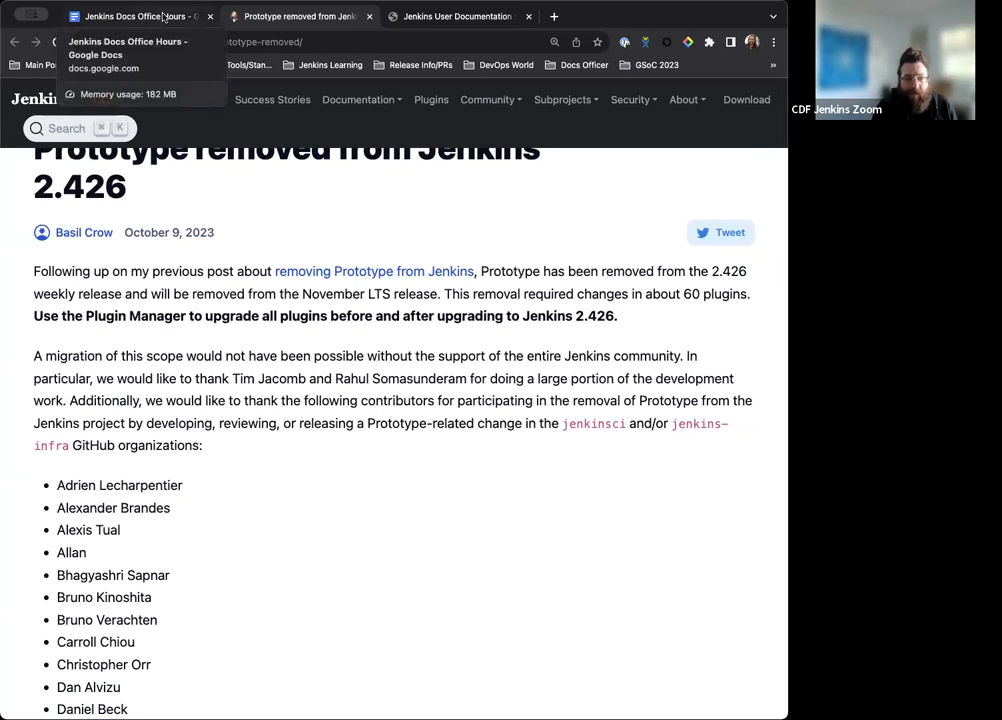 Jenkins Docs Office Hours - G
Prototype removed from Jenki
Jenkins User Documentation
Jenkins Docs Office Hours -
Google Docs
docs.google.com
Memory usage: 182 MB
ototype-removed/
Main Po
Tools/Stan...
Jenkins Learning
Release Info/PRs
DevOps World
Docs Officer
GSoC 2023
»
Jenki
Success Stories
Documentation
Plugins
Community
Subprojects
Security
About
Download
Search ⌘ K
Prototype removed from Jenkins
2.426
Basil Crow October 9, 2023
Tweet
Following up on my previous post about removing Prototype from Jenkins, Prototype has been removed from the 2.426
weekly release and will be removed from the November LTS release. This removal required changes in about 60 plugins.
Use the Plugin Manager to upgrade all plugins before and after upgrading to Jenkins 2.426.
A migration of this scope would not have been possible without the support of the entire Jenkins community. In
particular, we would like to thank Tim Jacomb and Rahul Somasunderam for doing a large portion of the development
work. Additionally, we would like to thank the following contributors for participating in the removal of Prototype from the
Jenkins project by developing, reviewing, or releasing a Prototype-related change in the jenkinsci and/or jenkins-
infra GitHub organizations:
• Adrien Lecharpentier
• Alexander Brandes
• Alexis Tual
• Allan
• Bhagyashri Sapnar
• Bruno Kinoshita
• Bruno Verachten
• Carroll Chiou
• Christopher Orr
• Dan Alvizu
• Daniel Beck
CDF Jenkins Zoom